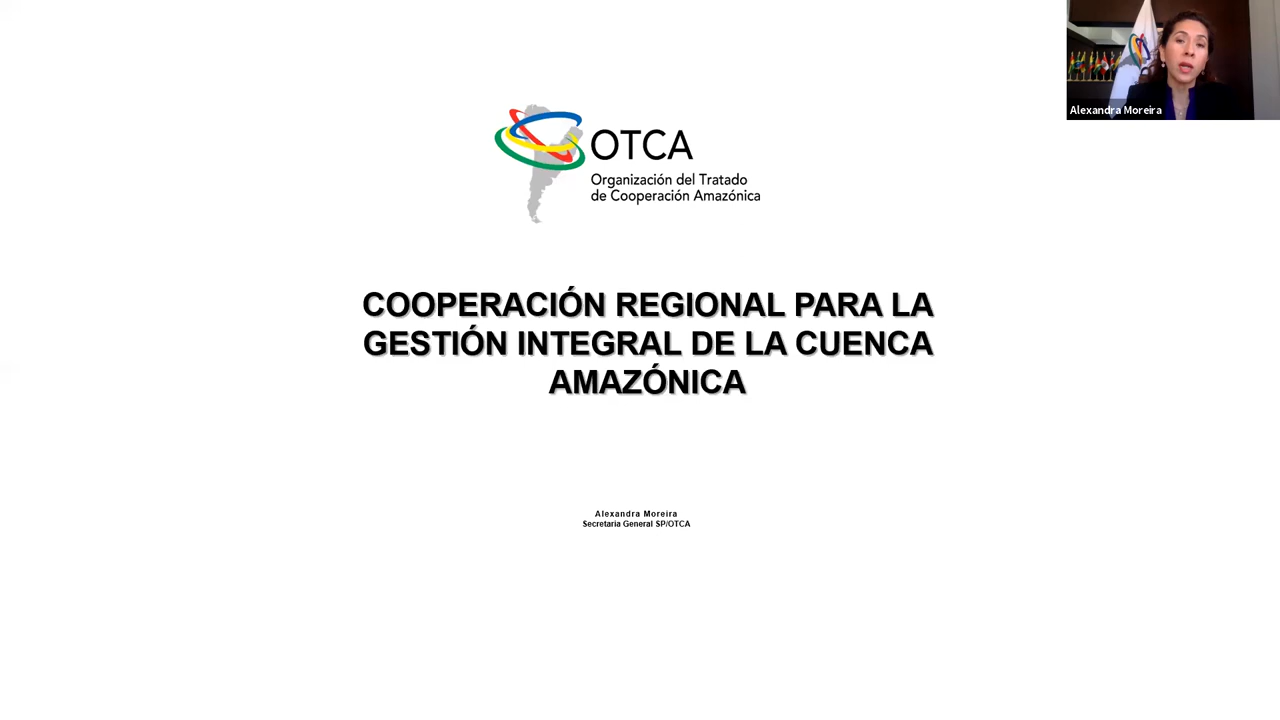 Alexandra Moreira
OTCA
Organización del Tratado
de Cooperación Amazónica
COOPERACIÓN REGIONAL PARA LA
GESTIÓN INTEGRAL DE LA CUENCA
AMAZÓNICA
Alexandra Moreira
Secretaria General SP/OTCA